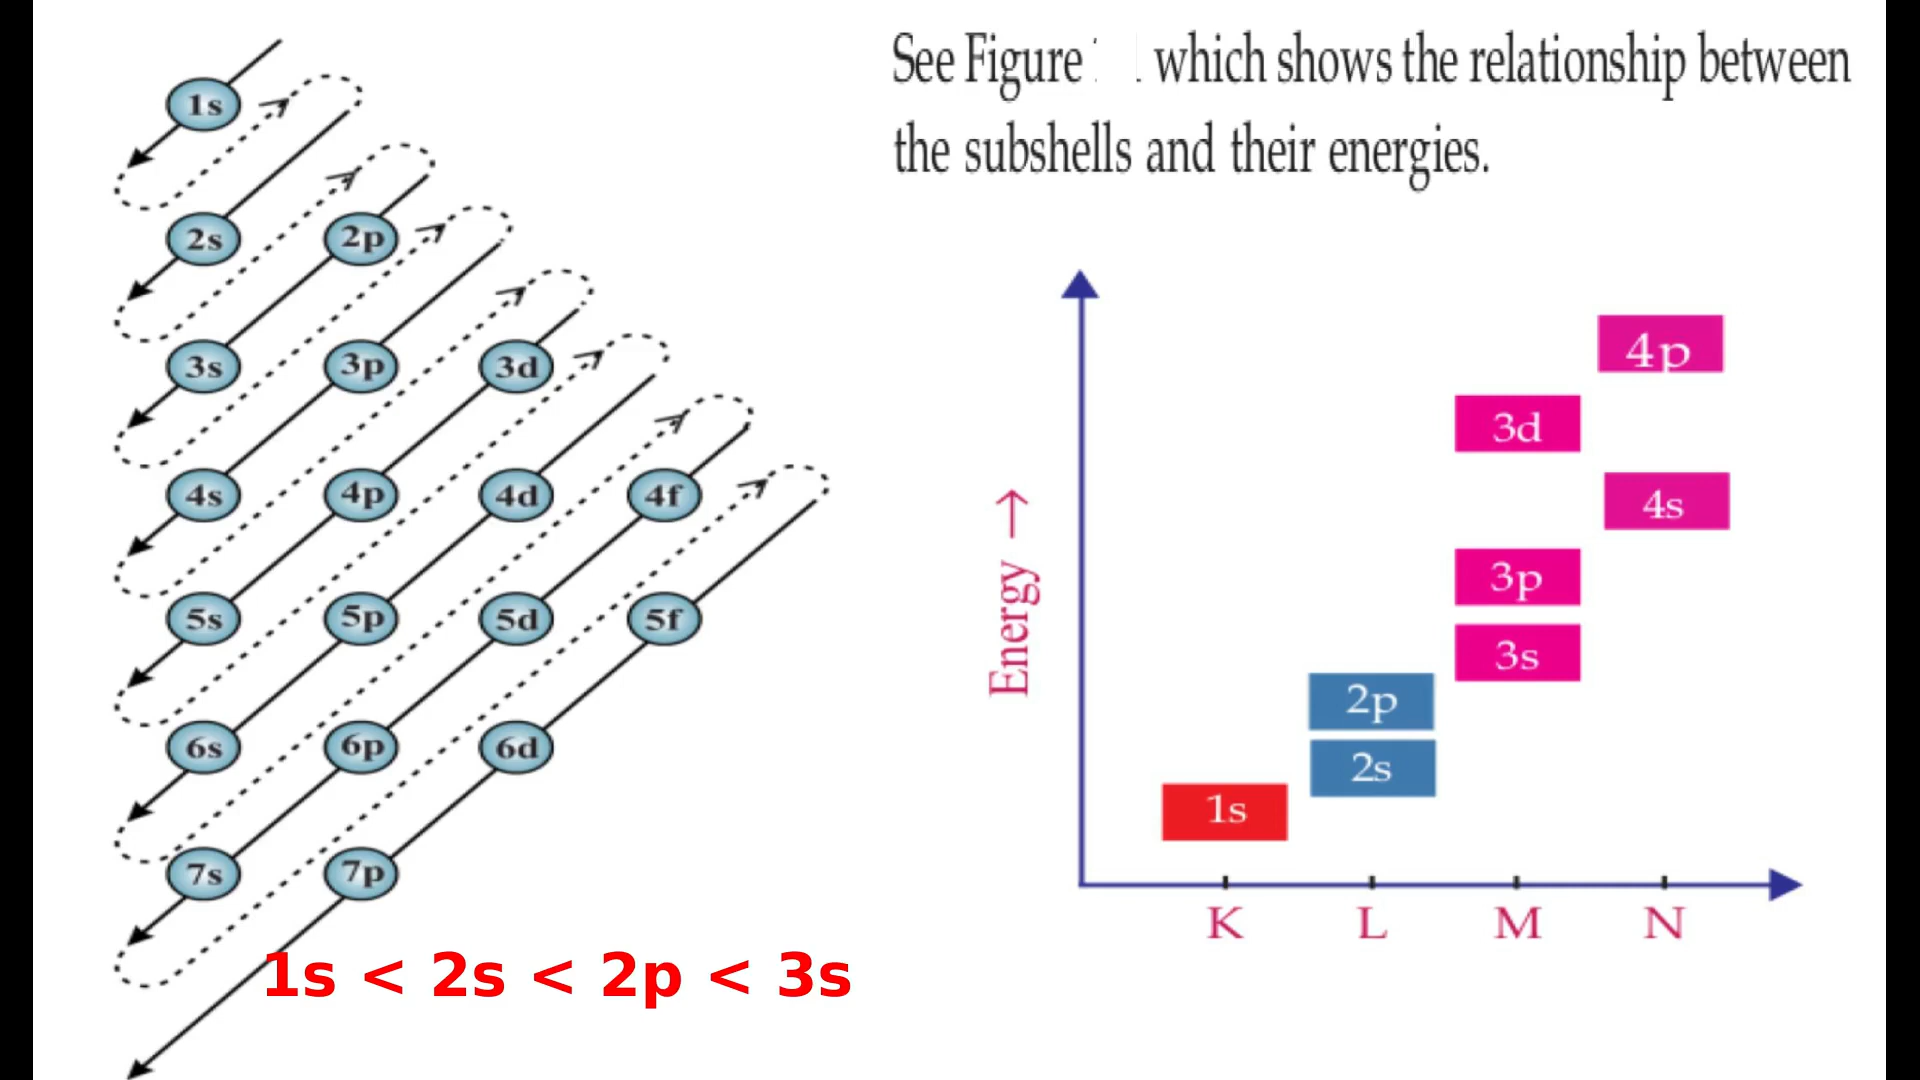 See Figure which shows the relationship between
the subshells and their energies.
1s
2s 2p
3s 3p 3d
4s 4p 4d 4f
5s 5p 5d 5f
6s 6p 6d
7s 7p
1s < 2s < 2p < 3s
Energy →
4p
3d
4s
3p
3s
2p
2s
1s
K L M N